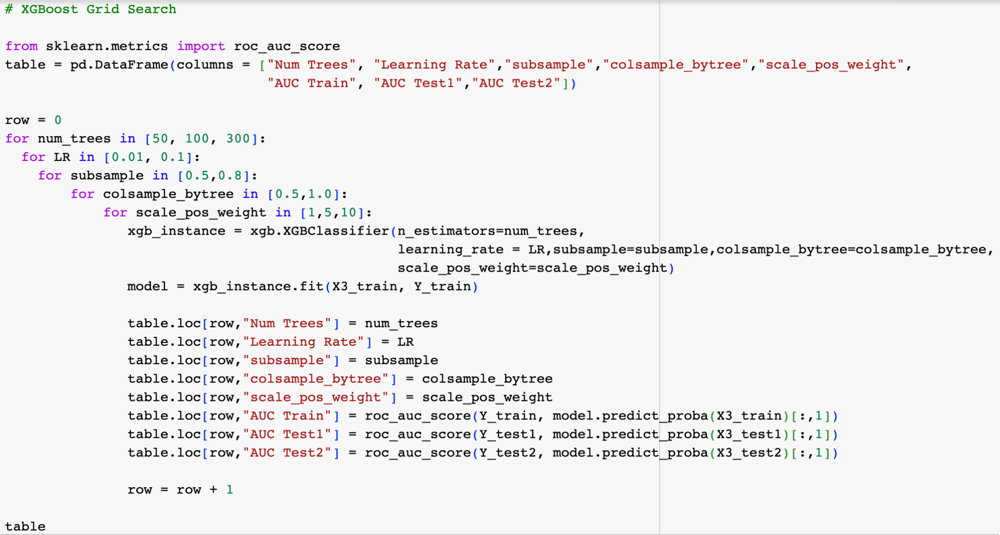 # XGBoost Grid Search
from sklearn.metrics import roc_auc_score
table = pd.DataFrame(columns = ["Num Trees", "Learning Rate","subsample","colsample_bytree","scale_pos_weight",
"AUC Train", "AUC Test1","AUC Test2"])
row = 0
for num_trees in [50, 100, 300]:
for LR in [0.01, 0.1]:
for subsample in [0.5,0.8]:
for colsample_bytree in [0.5,1.0]:
for scale_pos_weight in [1,5,10]:
xgb_instance = xgb.XGBClassifier(n_estimators=num_trees,
learning_rate = LR,subsample=subsample,colsample_bytree=colsample_bytree,
scale_pos_weight=scale_pos_weight)
model = xgb_instance.fit(X3_train, Y_train)
table.loc[row,"Num Trees"] = num_trees
table.loc[row,"Learning Rate"] = LR
table.loc[row,"subsample"] = subsample
table.loc[row,"colsample_bytree"] = colsample_bytree
table.loc[row,"scale_pos_weight"] = scale_pos_weight
table.loc[row,"AUC Train"] = roc_auc_score(Y_train, model.predict_proba(X3_train)[:,1])
table.loc[row,"AUC Test1"] = roc_auc_score(Y_test1, model.predict_proba(X3_test1)[:,1])
table.loc[row,"AUC Test2"] = roc_auc_score(Y_test2, model.predict_proba(X3_test2)[:,1])
row = row + 1
table